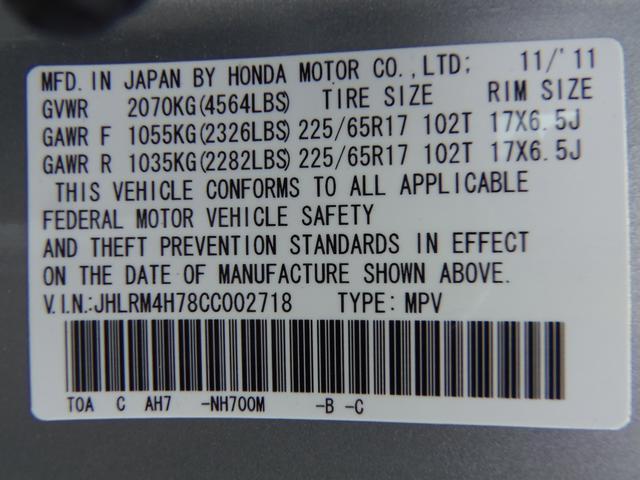 MFD. IN JAPAN BY HONDA MOTOR CO., LTD; 11/'11
GVWR 2070KG(4564LBS) TIRE SIZE RIM SIZE
GAWR F 1055KG(2326LBS) 225/65R17 102T 17X6.5J
GAWR R 1035KG(2282LBS) 225/65R17 102T 17X6.5J
THIS VEHICLE CONFORMS TO ALL APPLICABLE
FEDERAL MOTOR VEHICLE SAFETY
AND THEFT PREVENTION STANDARDS IN EFFECT
ON THE DATE OF MANUFACTURE SHOWN ABOVE.
V.I.N.:JHLRM4H78CC002718 TYPE: MPV
TOA C AH7 -NH700M -B -C